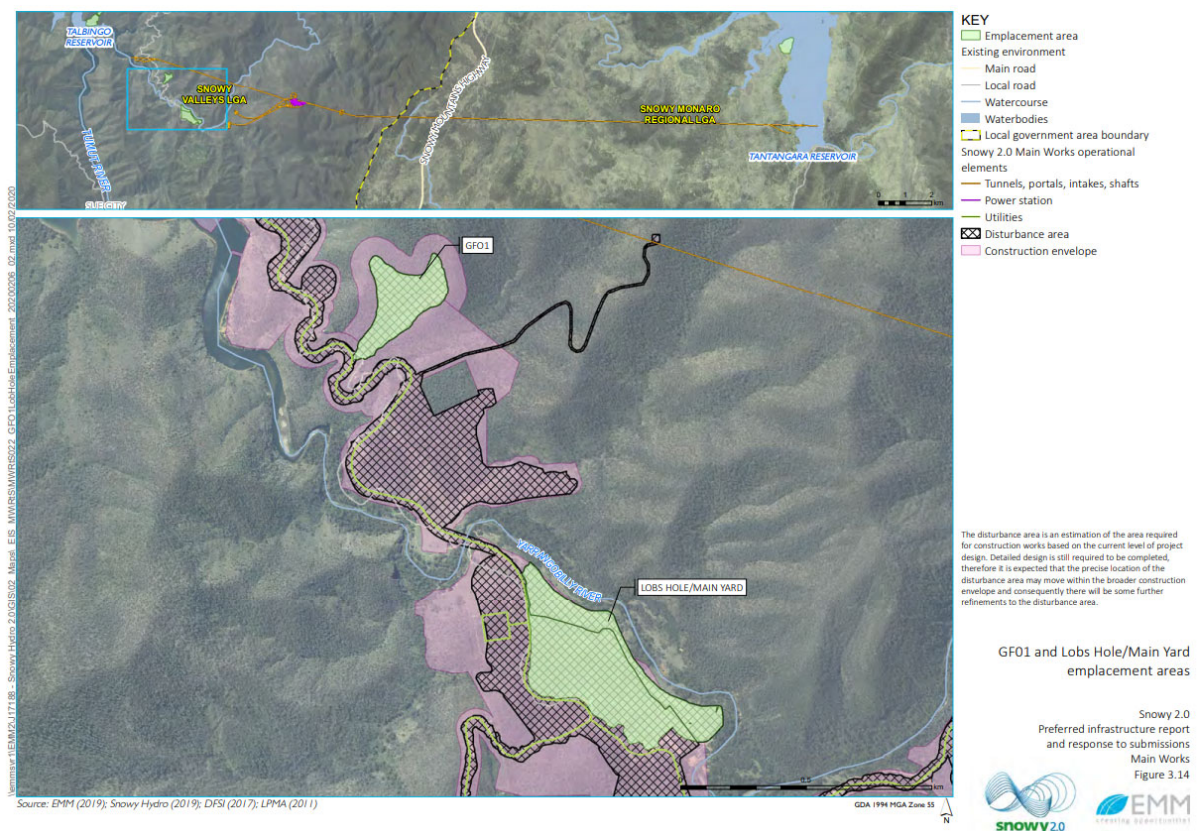 TALBINGO
RESERVOIR
SNOWY
VALLEYS LGA
TUMUT RIVER
SNOWY MOUNTAINS HIGHWAY
SNOWY MONARO
REGIONAL LGA
TANTANGARA RESERVOIR
0 1 2
km
KEY
Emplacement area
Existing environment
Main road
Local road
Watercourse
Waterbodies
Local government area boundary
Snowy 2.0 Main Works operational
elements
Tunnels, portals, intakes, shafts
Power station
Utilities
Disturbance area
Construction envelope
GFO1
YARRANGOBILLY RIVER
LOBS HOLE/MAIN YARD
0.5
km
The disturbance area is an estimation of the area required
for construction works based on the current level of project
design. Detailed design is still required to be completed,
therefore it is expected that the precise location of the
disturbance area may move within the broader construction
envelope and consequently there will be some further
refinements to the disturbance area.
GF01 and Lobs Hole/Main Yard
emplacement areas
Snowy 2.0
Preferred infrastructure report
and response to submissions
Main Works
Figure 3.14
snowy2.0
EMM
creating opportunities
Source: EMM (2019); Snowy Hydro (2019); DFSI (2017); LPMA (2011)
GDA 1994 MGA Zone 55
N